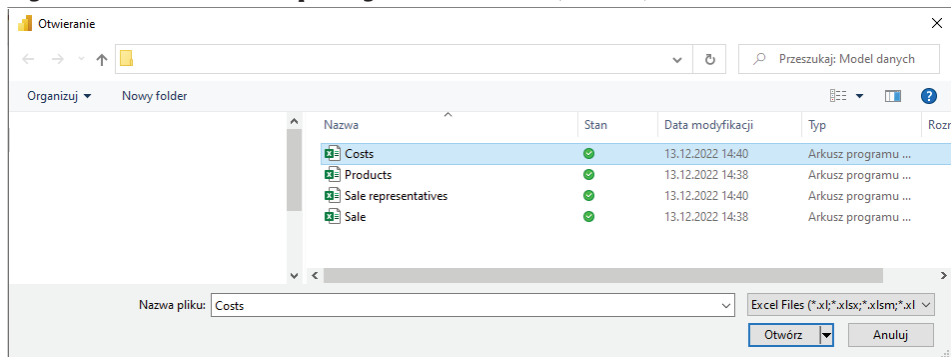 Otwieranie
Przeszukaj: Model danych
Organizuj Nowy folder
Nazwa Stan Data modyfikacji Typ Rozr
Costs 13.12.2022 14:40 Arkusz programu ...
Products 13.12.2022 14:38 Arkusz programu ...
Sale representatives 13.12.2022 14:40 Arkusz programu ...
Sale 13.12.2022 14:38 Arkusz programu ...
Nazwa pliku: Costs Excel Files (*.xl;*.xlsx;*.xlsm;*.xl
Otwórz Anuluj